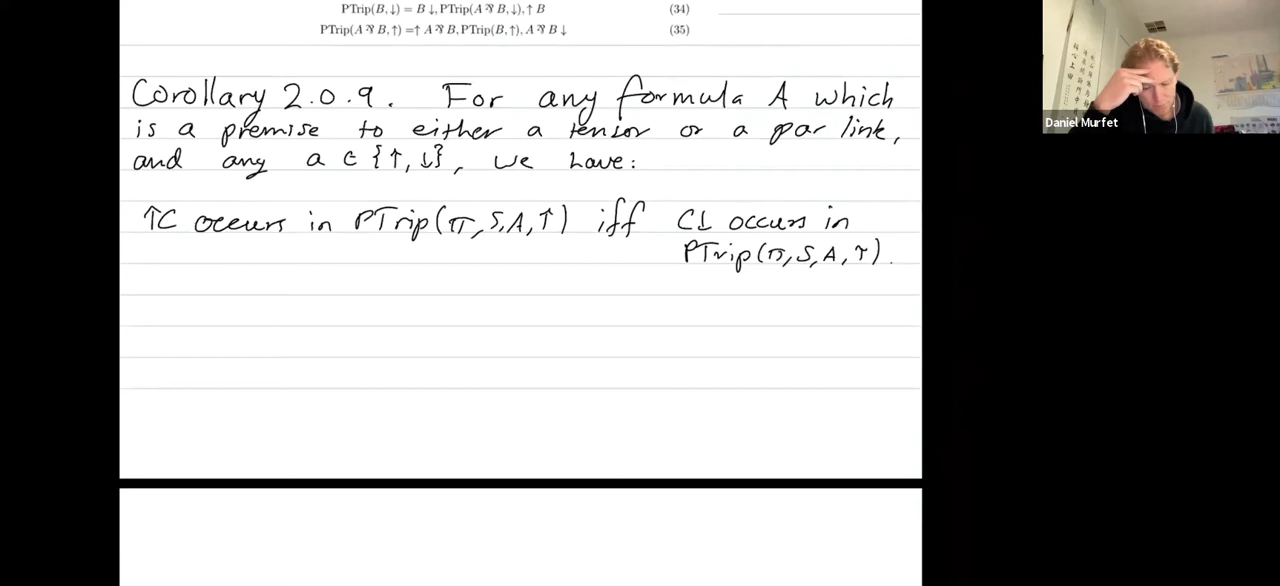 PTrip(B, ↓) = B ↓, PTrip(A ⅋ B, ↓), ↑ B (34)
PTrip(A ⅋ B, ↑) =↑ A ⅋ B, PTrip(B, ↑), A ⅋ B ↓ (35)
Corollary 2.0.9. For any formula A which
is a premise to either a tensor or a par link,
and any a ∈ {↑, ↓}, we have:
↑C occurs in PTrip(π, S, A, ↑) iff C↓ occurs in
PTrip(π, S, A, ↑).
Daniel Murfet